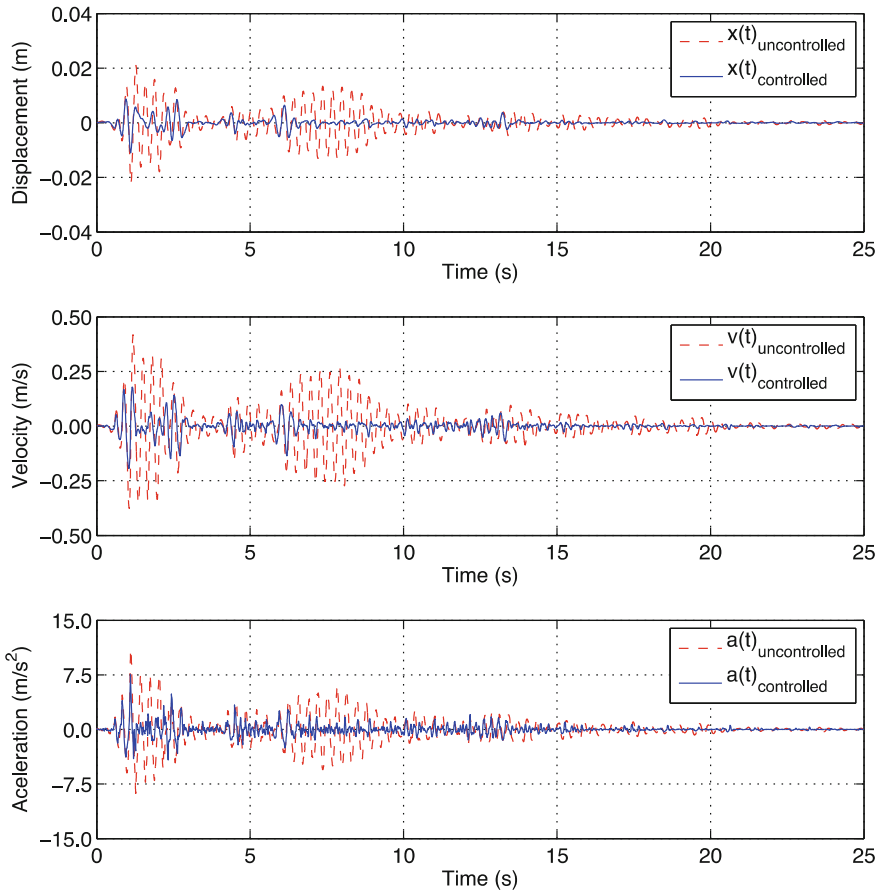 0.04
0.02
0
−0.02
−0.04
Displacement (m)
x(t)uncontrolled
x(t)controlled
0 5 10 15 20 25
Time (s)
0.50
0.25
0.00
−0.25
−0.50
Velocity (m/s)
v(t)uncontrolled
v(t)controlled
0 5 10 15 20 25
Time (s)
15.0
7.5
0.0
−7.5
−15.0
Aceleration (m/s²)
a(t)uncontrolled
a(t)controlled
0 5 10 15 20 25
Time (s)